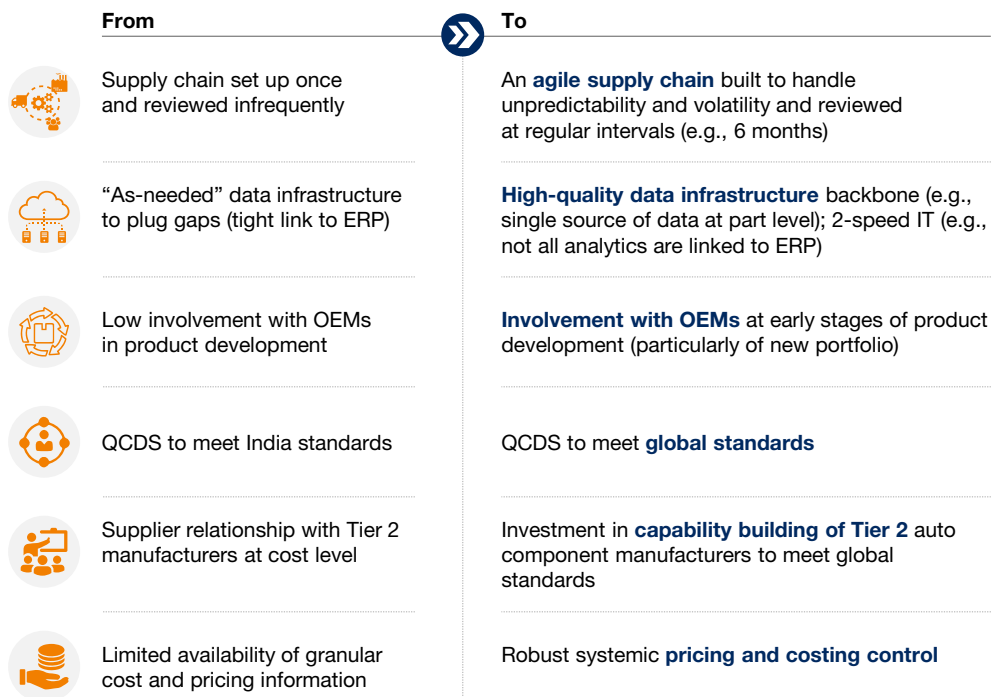 From
To
Supply chain set up once
and reviewed infrequently
An agile supply chain built to handle
unpredictability and volatility and reviewed
at regular intervals (e.g., 6 months)
“As-needed” data infrastructure
to plug gaps (tight link to ERP)
High-quality data infrastructure backbone (e.g.,
single source of data at part level); 2-speed IT (e.g.,
not all analytics are linked to ERP)
Low involvement with OEMs
in product development
Involvement with OEMs at early stages of product
development (particularly of new portfolio)
QCDS to meet India standards
QCDS to meet global standards
Supplier relationship with Tier 2
manufacturers at cost level
Investment in capability building of Tier 2 auto
component manufacturers to meet global
standards
Limited availability of granular
cost and pricing information
Robust systemic pricing and costing control